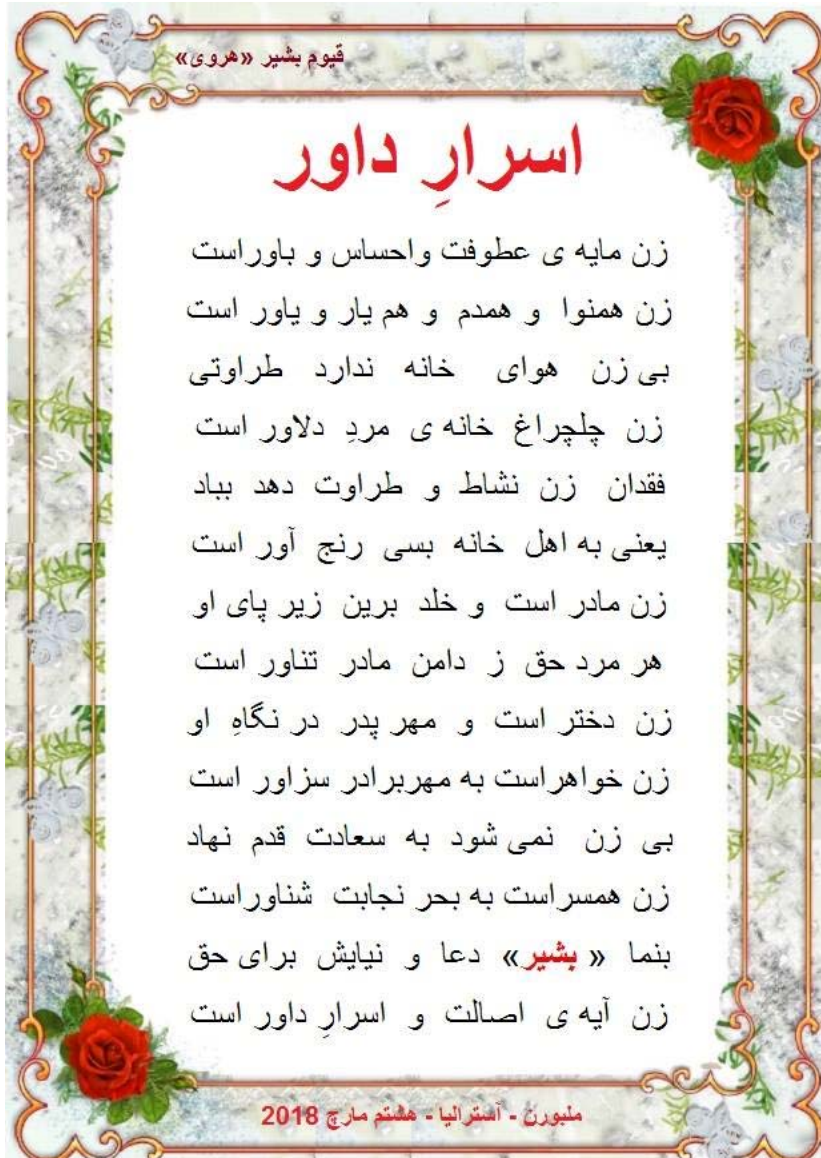 قیوم بشیر «هروی»
اسرارِ داور
زن مایه ی عطوفت واحساس و باوراست
زن همنوا و همدم و هم یار و یاور است
بی زن هوای خانه ندارد طراوتی
زن چلچراغ خانه ی مردِ دلاور است
فقدان زن نشاط و طراوت دهد بباد
یعنی به اهل خانه بسی رنج آور است
زن مادر است و خلد برین زیر پای او
هر مرد حق ز دامن مادر تناور است
زن دختر است و مهر پدر در نگاهِ او
زن خواهراست به مهربرادر سزاور است
بی زن نمی شود به سعادت قدم نهاد
زن همسراست به بحر نجابت شناوراست
بنما « بشیر» دعا و نیایش برای حق
زن آیه ی اصالت و اسرارِ داور است
ملبورن - آسترالیا - هشتم مارچ 2018